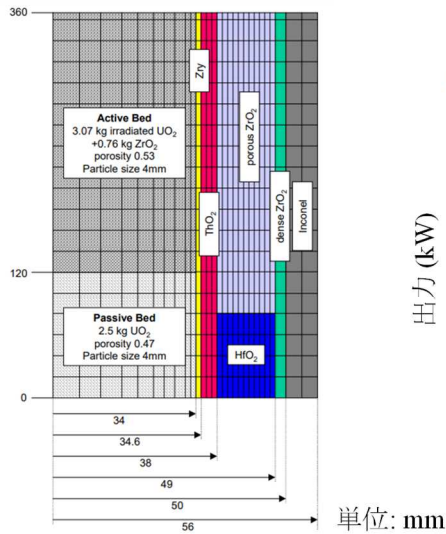 360
Zry
Active Bed
3.07 kg irradiated UO₂
+0.76 kg ZrO₂
porosity 0.53
Particle size 4mm
porous ZrO₂
ThO₂
dense ZrO₂
Inconel
出力 (kW)
120
Passive Bed
2.5 kg UO₂
porosity 0.47
Particle size 4mm
HfO₂
0
34
34.6
38
49
50
56
単位: mm